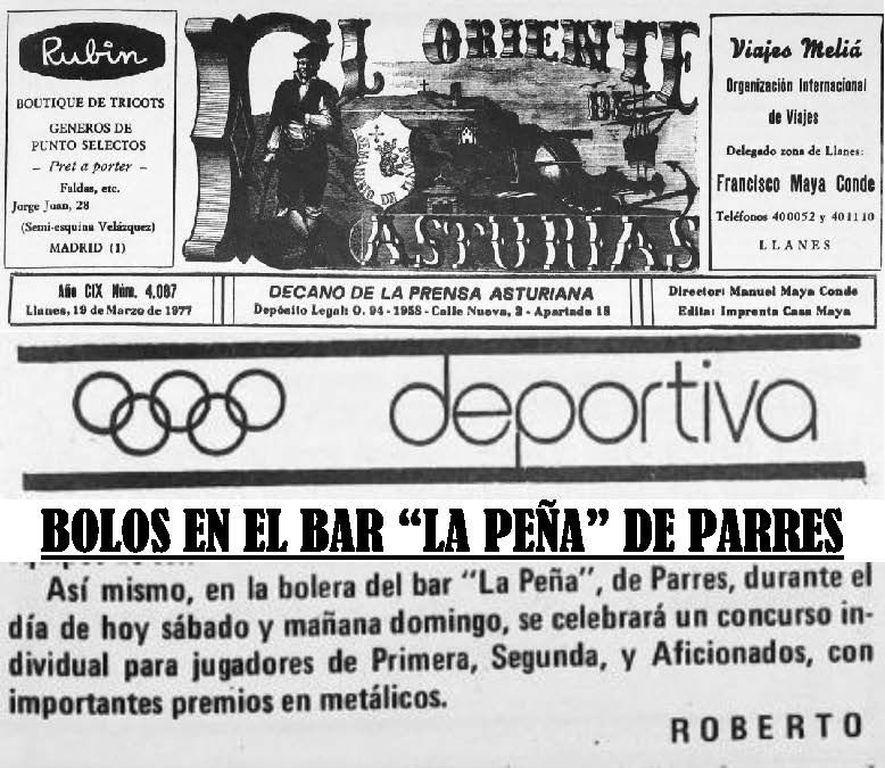 Rubin
BOUTIQUE DE TRICOTS
GENEROS DE
PUNTO SELECTOS
- Pret a porter -
Faldas, etc.
Jorge Juan, 28
(Semi-esquina Velázquez)
MADRID (1)
EL ORIENTE
DE
ASTURIAS
Viajes Meliá
Organización Internacional
de Viajes
Delegado zona de Llanes:
Francisco Maya Conde
Teléfonos 400052 y 401110
LLANES
Año CIX Núm. 4.087
Llanes, 19 de Marzo de 1977
DECANO DE LA PRENSA ASTURIANA
Depósito Legal: O. 94 - 1958 - Calle Nueva, 2 - Apartado 18
Director: Manuel Maya Conde
Edita: Imprenta Casa Maya
deportiva
BOLOS EN EL BAR “LA PEÑA” DE PARRES
Así mismo, en la bolera del bar “La Peña”, de Parres, durante el
día de hoy sábado y mañana domingo, se celebrará un concurso in-
dividual para jugadores de Primera, Segunda, y Aficionados, con
importantes premios en metálicos.
ROBERTO